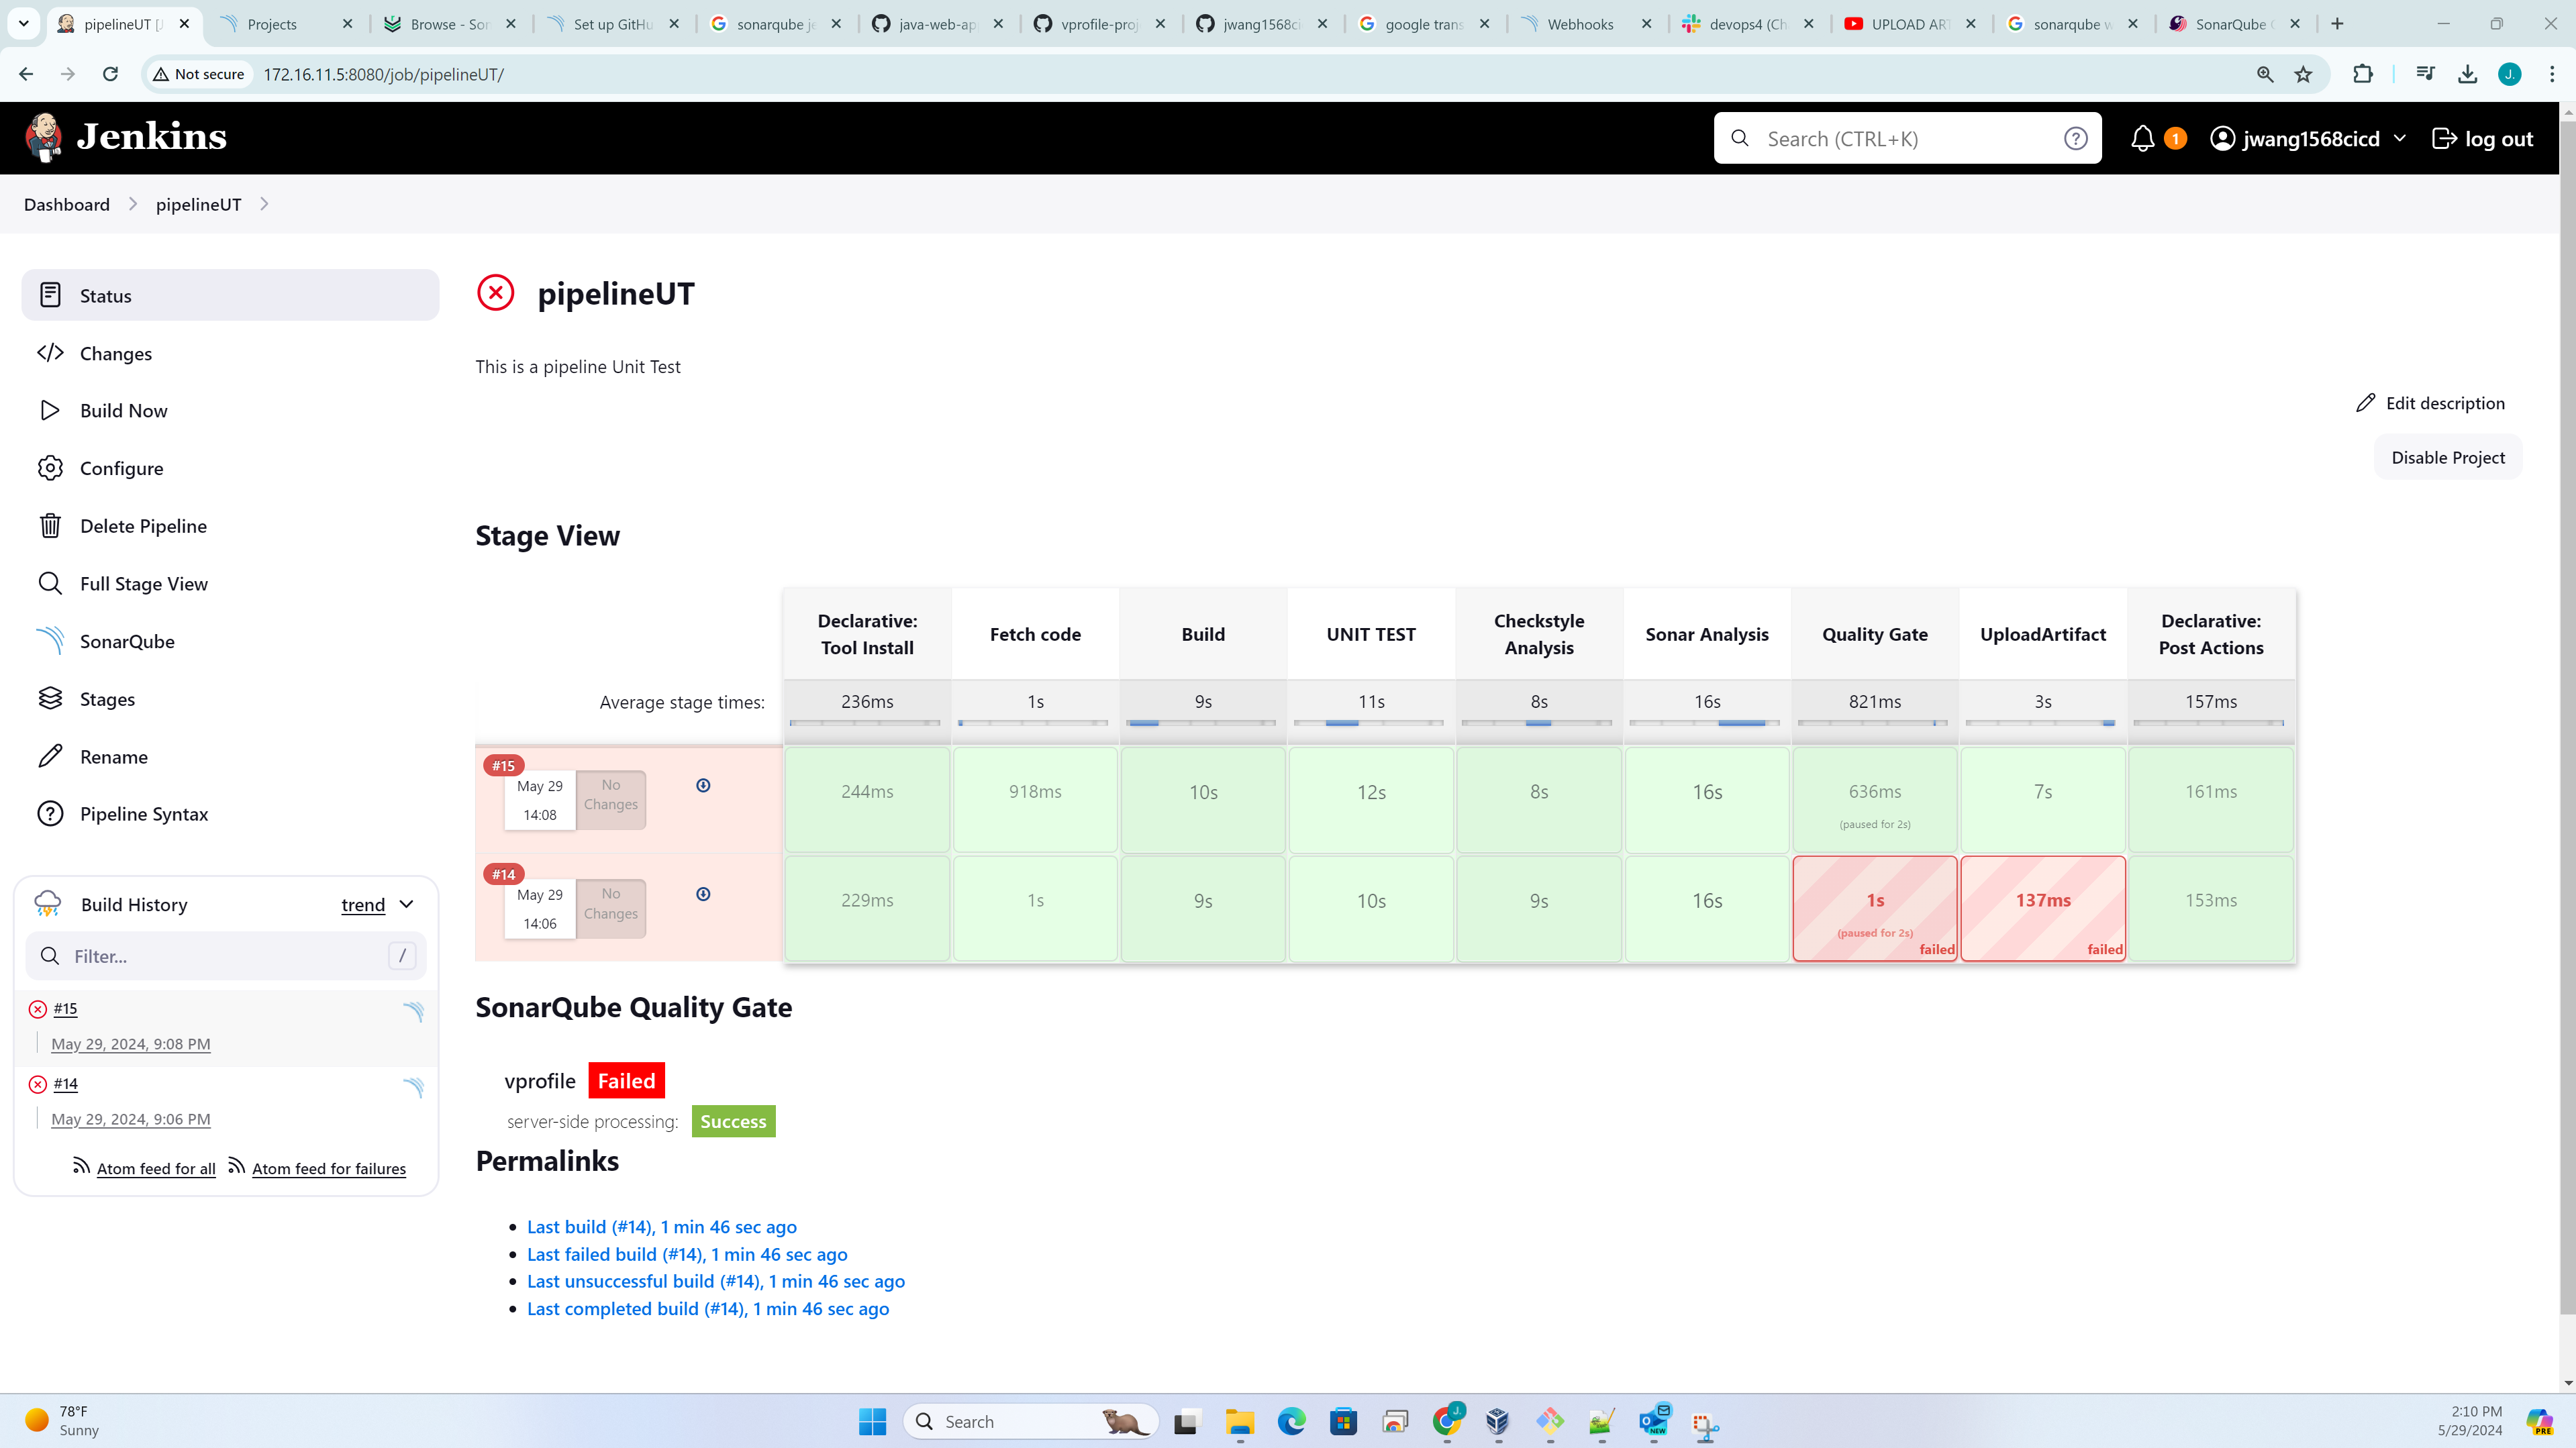 pipelineUT [J
Projects
Browse - Son
Set up GitHu
sonarqube je
java-web-ap
vprofile-proj
jwang1568ci
google trans
Webhooks
devops4 (Ch
UPLOAD ART
sonarqube w
SonarQube C
Not secure
172.16.11.5:8080/job/pipelineUT/
J.
Jenkins
Search (CTRL+K)
1
jwang1568cicd
log out
Dashboard
pipelineUT
Status
Changes
Build Now
Configure
Delete Pipeline
Full Stage View
SonarQube
Stages
Rename
Pipeline Syntax
Build History
trend
Filter...
/
#15
May 29, 2024, 9:08 PM
#14
May 29, 2024, 9:06 PM
Atom feed for all
Atom feed for failures
pipelineUT
This is a pipeline Unit Test
Edit description
Disable Project
Stage View
Declarative: Tool Install
Fetch code
Build
UNIT TEST
Checkstyle Analysis
Sonar Analysis
Quality Gate
UploadArtifact
Declarative: Post Actions
Average stage times:
236ms
1s
9s
11s
8s
16s
821ms
3s
157ms
#15
May 29
14:08
No Changes
244ms
918ms
10s
12s
8s
16s
636ms
(paused for 2s)
7s
161ms
#14
May 29
14:06
No Changes
229ms
1s
9s
10s
9s
16s
1s
(paused for 2s)
failed
137ms
failed
153ms
SonarQube Quality Gate
vprofile
Failed
server-side processing:
Success
Permalinks
Last build (#14), 1 min 46 sec ago
Last failed build (#14), 1 min 46 sec ago
Last unsuccessful build (#14), 1 min 46 sec ago
Last completed build (#14), 1 min 46 sec ago
78°F
Sunny
Search
J.
NEW
2:10 PM
5/29/2024
PRE